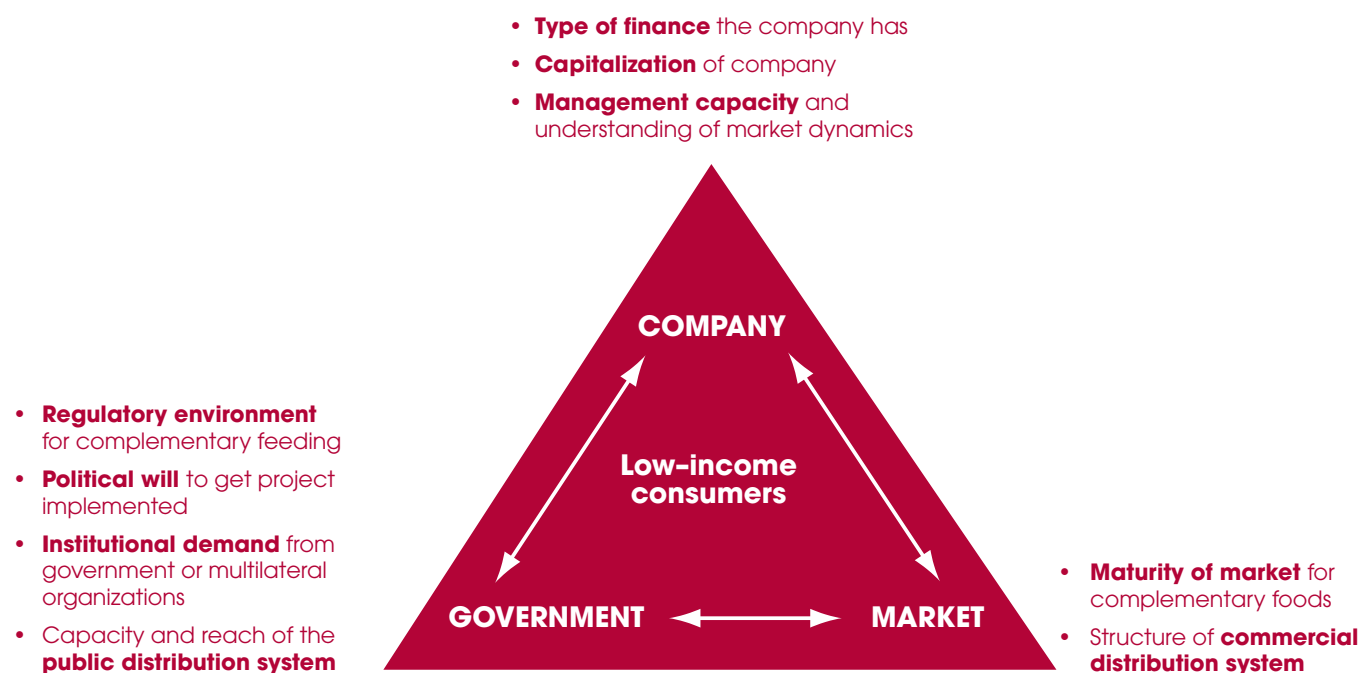 • Type of finance the company has
• Capitalization of company
• Management capacity and
understanding of market dynamics
COMPANY
• Regulatory environment
for complementary feeding
• Political will to get project
implemented
• Institutional demand from
government or multilateral
organizations
• Capacity and reach of the
public distribution system
Low-income
consumers
GOVERNMENT
MARKET
• Maturity of market for
complementary foods
• Structure of commercial
distribution system